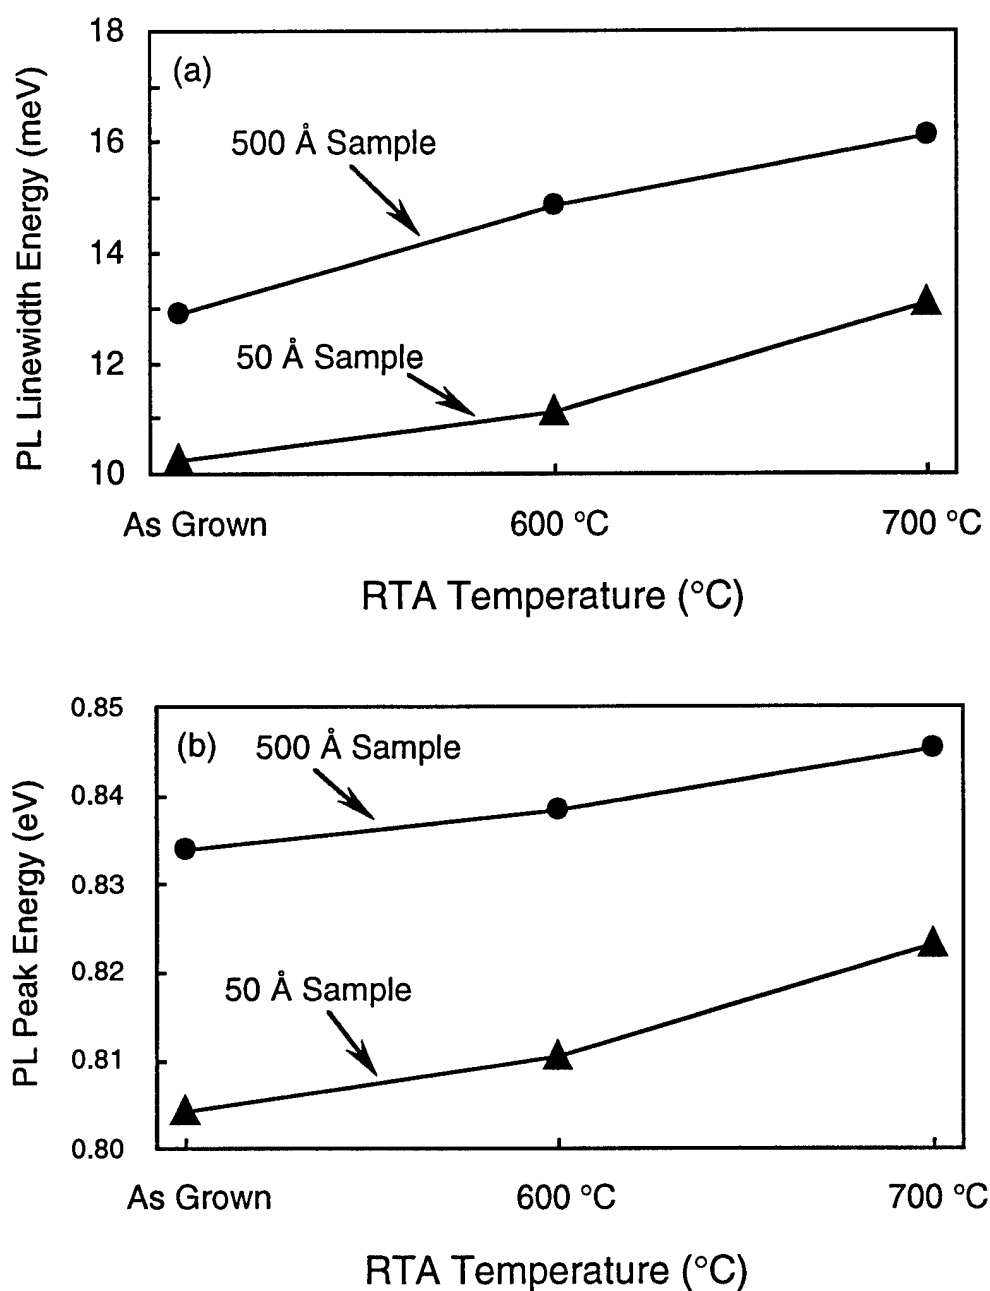 18
(a)
16
500 Å Sample
14
50 Å Sample
12
10
PL Linewidth Energy (meV)
As Grown 600 °C 700 °C
RTA Temperature (°C)
0.85
(b) 500 Å Sample
0.84
0.83
0.82
50 Å Sample
0.81
0.80
PL Peak Energy (eV)
As Grown 600 °C 700 °C
RTA Temperature (°C)